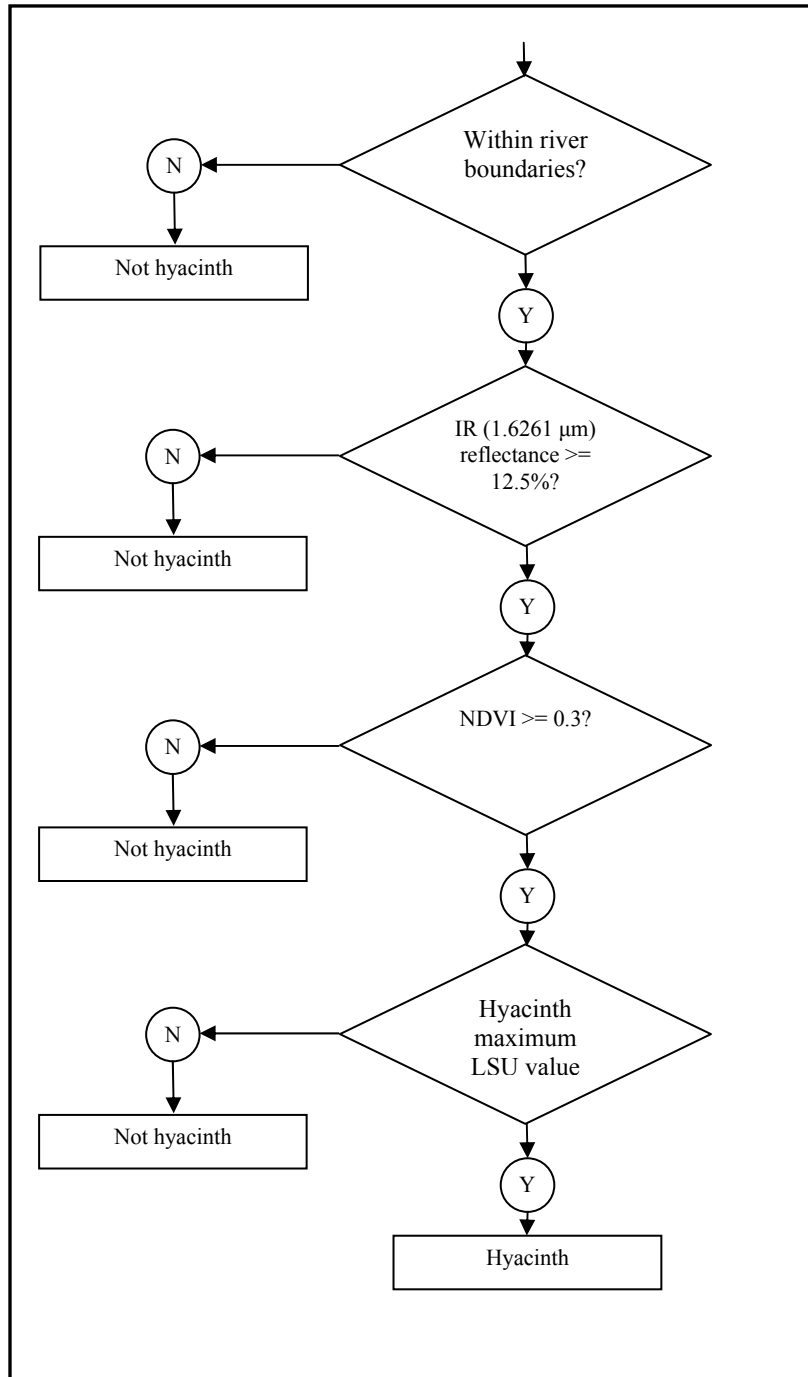 Within river
boundaries?
N
Not hyacinth
Y
IR (1.6261 μm)
reflectance >=
12.5%?
N
Not hyacinth
Y
NDVI >= 0.3?
N
Not hyacinth
Y
Hyacinth
maximum
LSU value
N
Not hyacinth
Y
Hyacinth